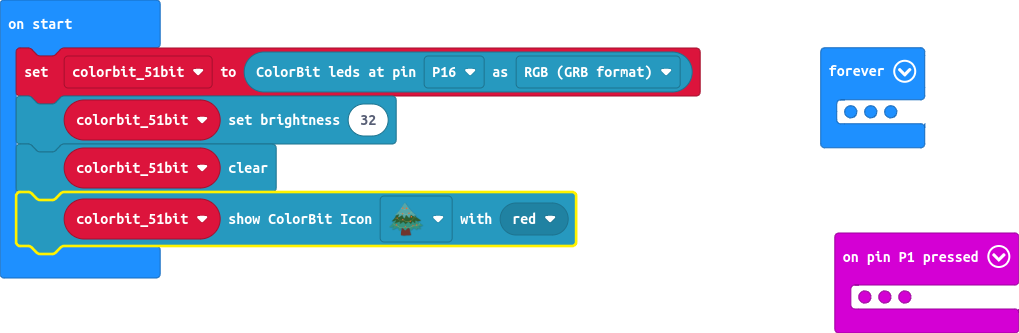 on start
set colorbit_51bit to ColorBit leds at pin P16 as RGB (GRB format)
colorbit_51bit set brightness 32
colorbit_51bit clear
colorbit_51bit show ColorBit Icon with red
forever
on pin P1 pressed